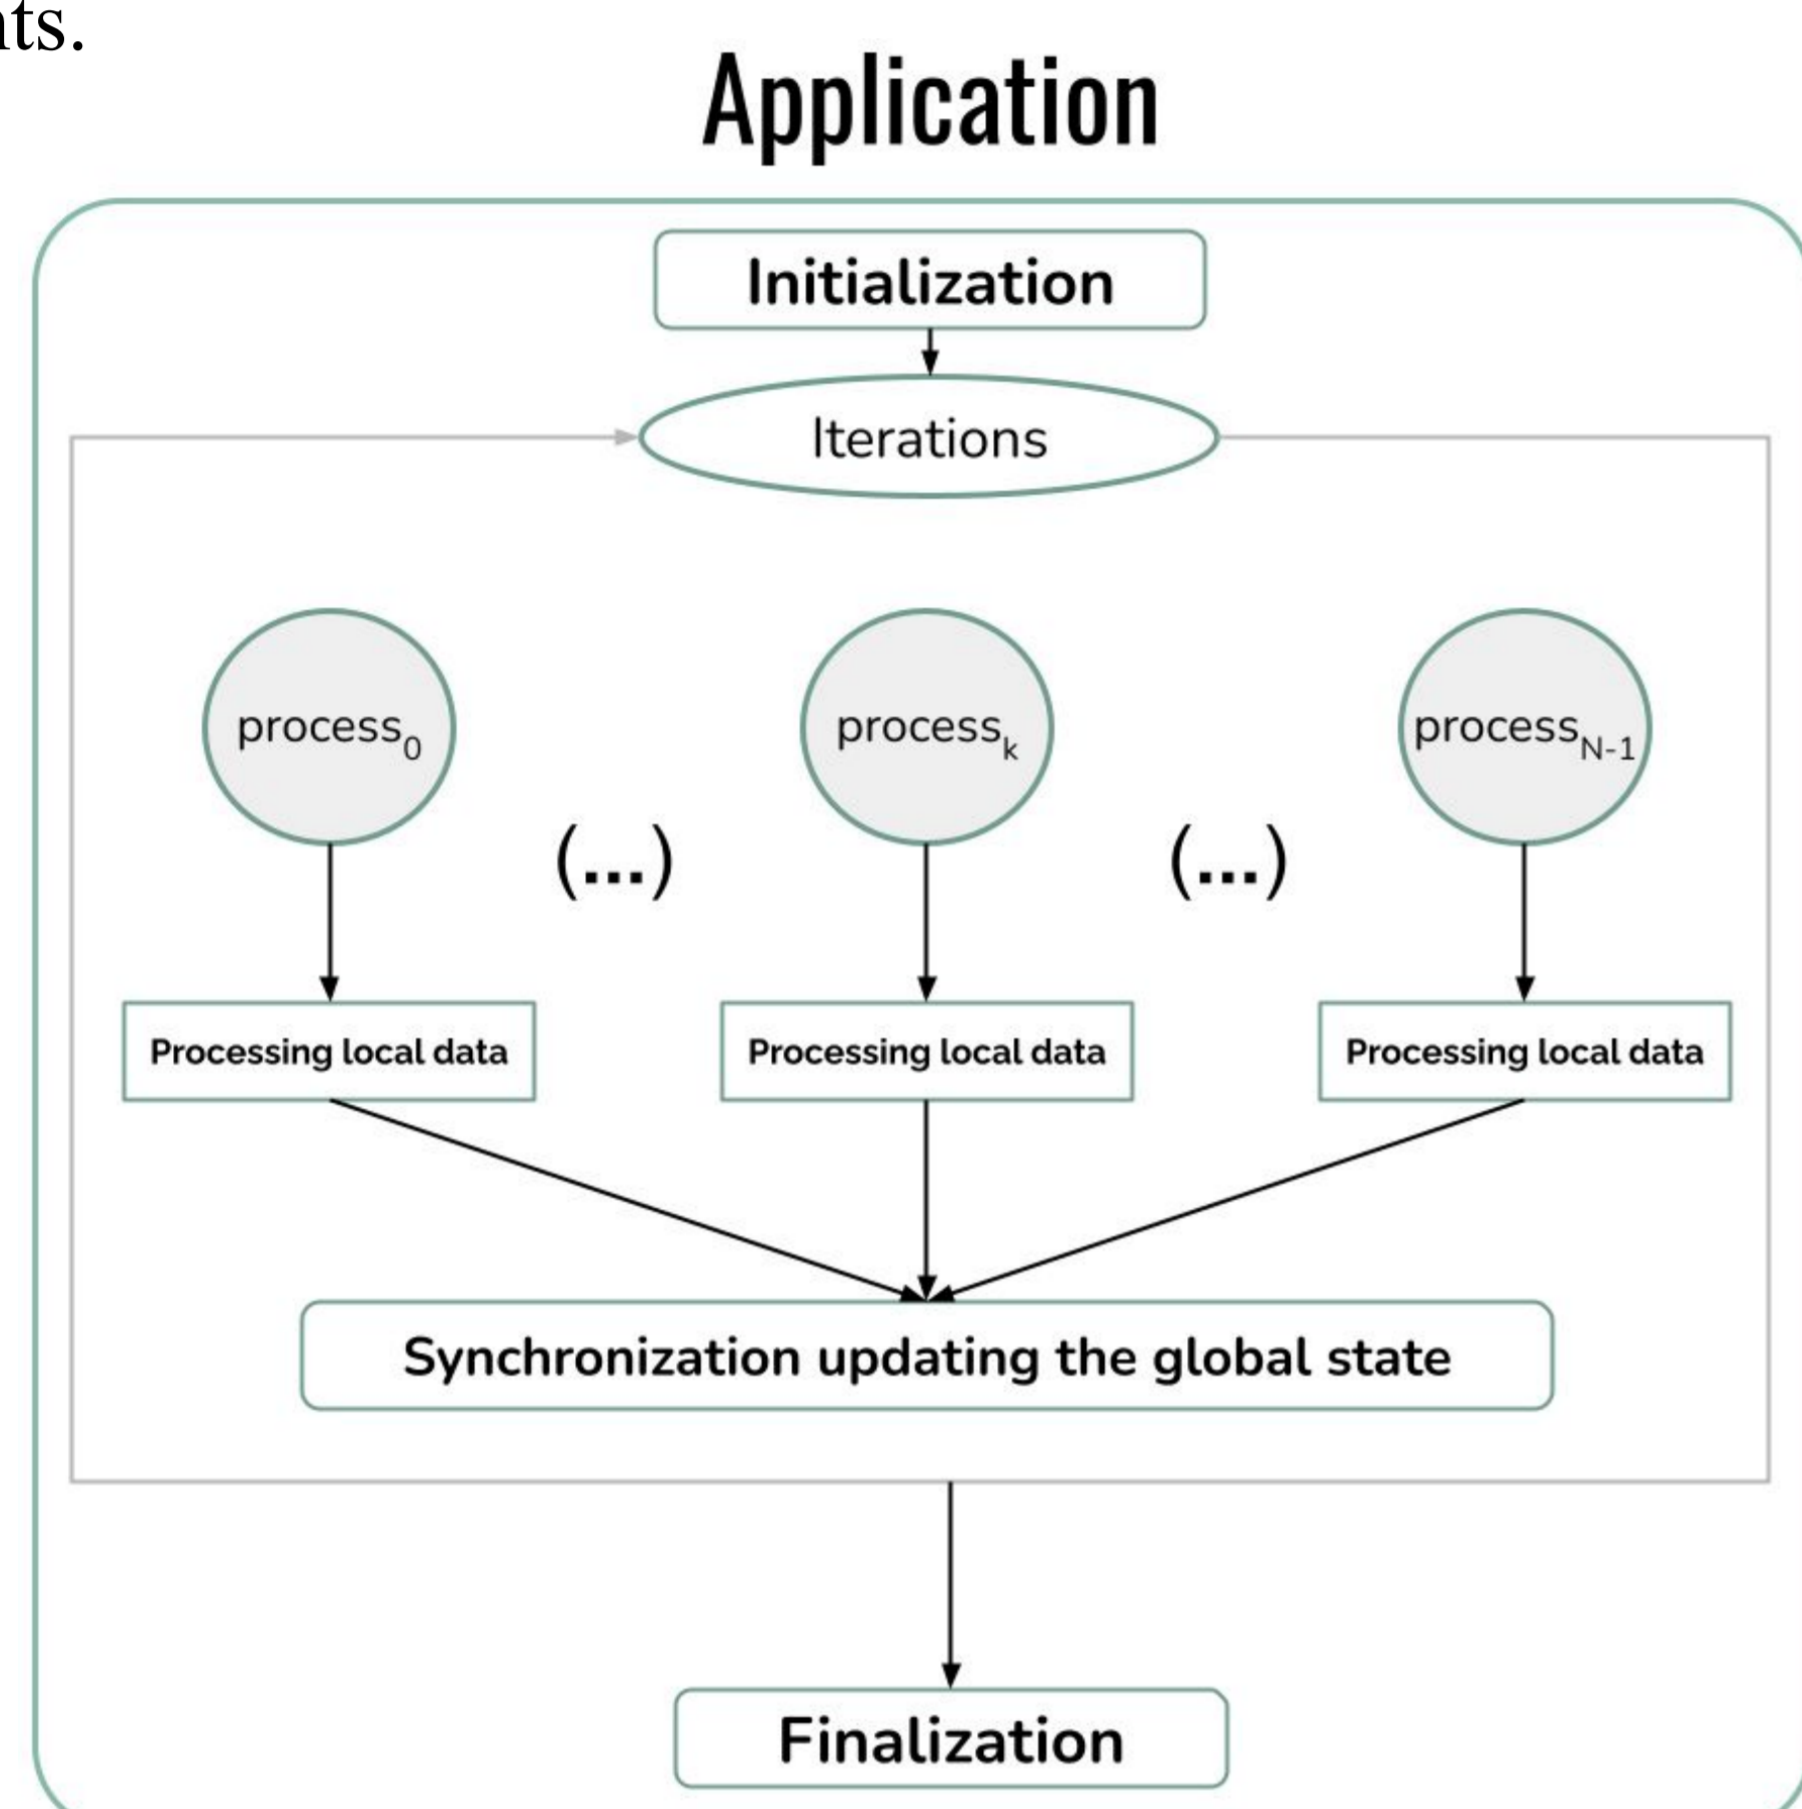 Application
Initialization
Iterations
process0
processk
processN-1
(...)
(...)
Processing local data
Processing local data
Processing local data
Synchronization updating the global state
Finalization